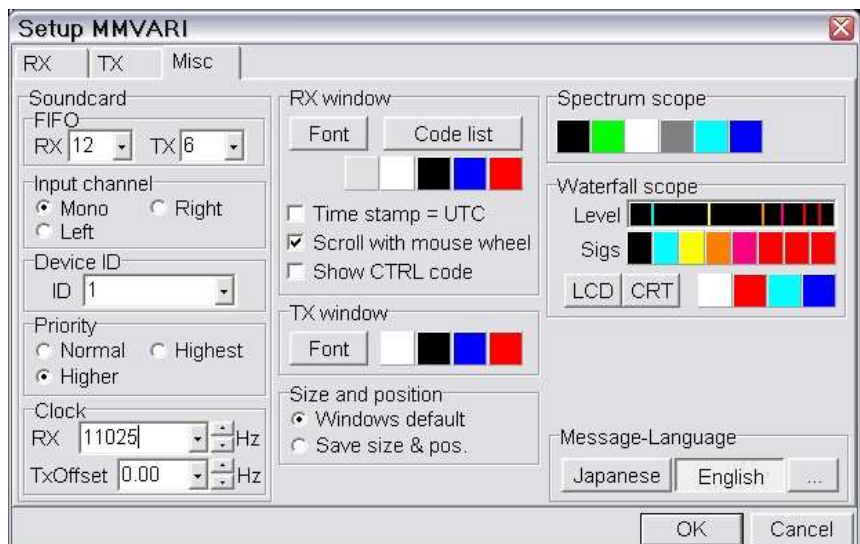 Setup MMVARI
RX TX Misc
Soundcard
FIFO
RX 12 TX 6
Input channel
Mono Right
Left
Device ID
ID 1
Priority
Normal Highest
Higher
Clock
RX 11025 Hz
TxOffset 0.00 Hz
RX window
Font Code list
Time stamp = UTC
Scroll with mouse wheel
Show CTRL code
TX window
Font
Size and position
Windows default
Save size & pos.
Spectrum scope
Waterfall scope
Level
Sigs
LCD CRT
Message-Language
Japanese English ...
OK Cancel